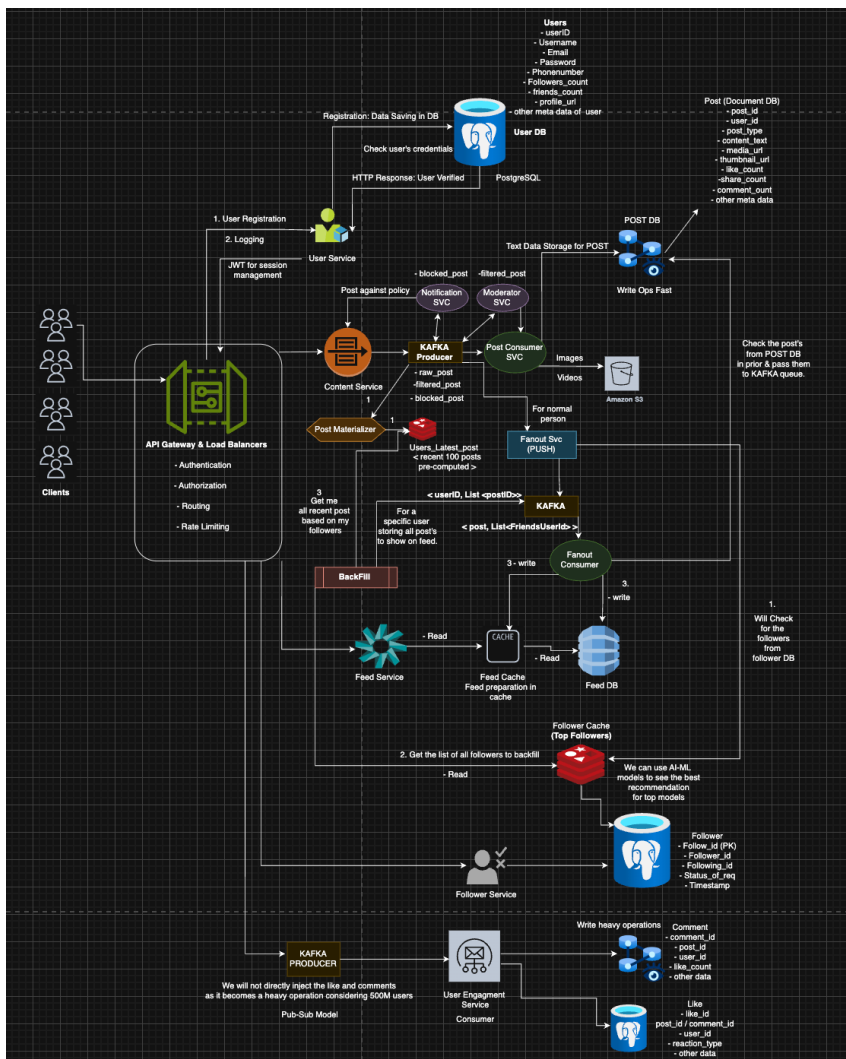 Users
- userID
- Username
- Email
- Password
- Phonenumber
- Followers_count
- friends_count
- profile_url
- other meta data of user
Registration: Data Saving in DB
User DB
Check user's credentials
HTTP Response: User Verified
PostgreSQL
Post (Document DB)
- post_id
- user_id
- post_type
- content_text
- media_url
- thumbnail_url
- like_count
-share_count
- comment_ount
- other meta data
1. User Registration
2. Logging
User Service
JWT for session
management
POST DB
Text Data Storage for POST
Write Ops Fast
- blocked_post
-filtered_post
Post against policy
Notification
SVC
Moderator
SVC
Content Service
KAFKA
Producer
Post Consumer
SVC
Images
Videos
Amazon S3
Check the post's
from POST DB
in prior & pass them
to KAFKA queue.
- raw_post
-filtered_post
- blocked_post
1
Post Materializer
1
Users_Latest_post
< recent 100 posts
pre-computed >
For normal
person
Fanout Svc
(PUSH)
API Gateway & Load Balancers
- Authentication
- Authorization
- Routing
- Rate Limiting
Clients
3
Get me
all recent post
based on my
followers
For a
specific user
storing all post's
to show on feed.
< userID, List <postID>>
KAFKA
< post, List<FriendsUserId> >
Fanout
Consumer
BackFill
3 - write
3.
- write
1.
Will Check
for the
followers
from
follower DB
Feed Service
- Read
CACHE
Feed Cache
Feed preparation in
cache
- Read
Feed DB
Follower Cache
(Top Followers)
2. Get the list of all followers to backfill
- Read
We can use AI-ML
models to see the best
recommendation
for top models
Follower
- Follow_id (PK)
- Follower_id
- Following_id
- Status_of_req
- Timestamp
Follower Service
Write heavy operations
Comment
- comment_id
- post_id
- user_id
- like_count
- other data
KAFKA
PRODUCER
We will not directly inject the like and comments
as it becomes a heavy operation considering 500M users
Pub-Sub Model
User Engagment
Service
Consumer
Like
- like_id
post_id / comment_id
- user_id
- reaction_type
- other data